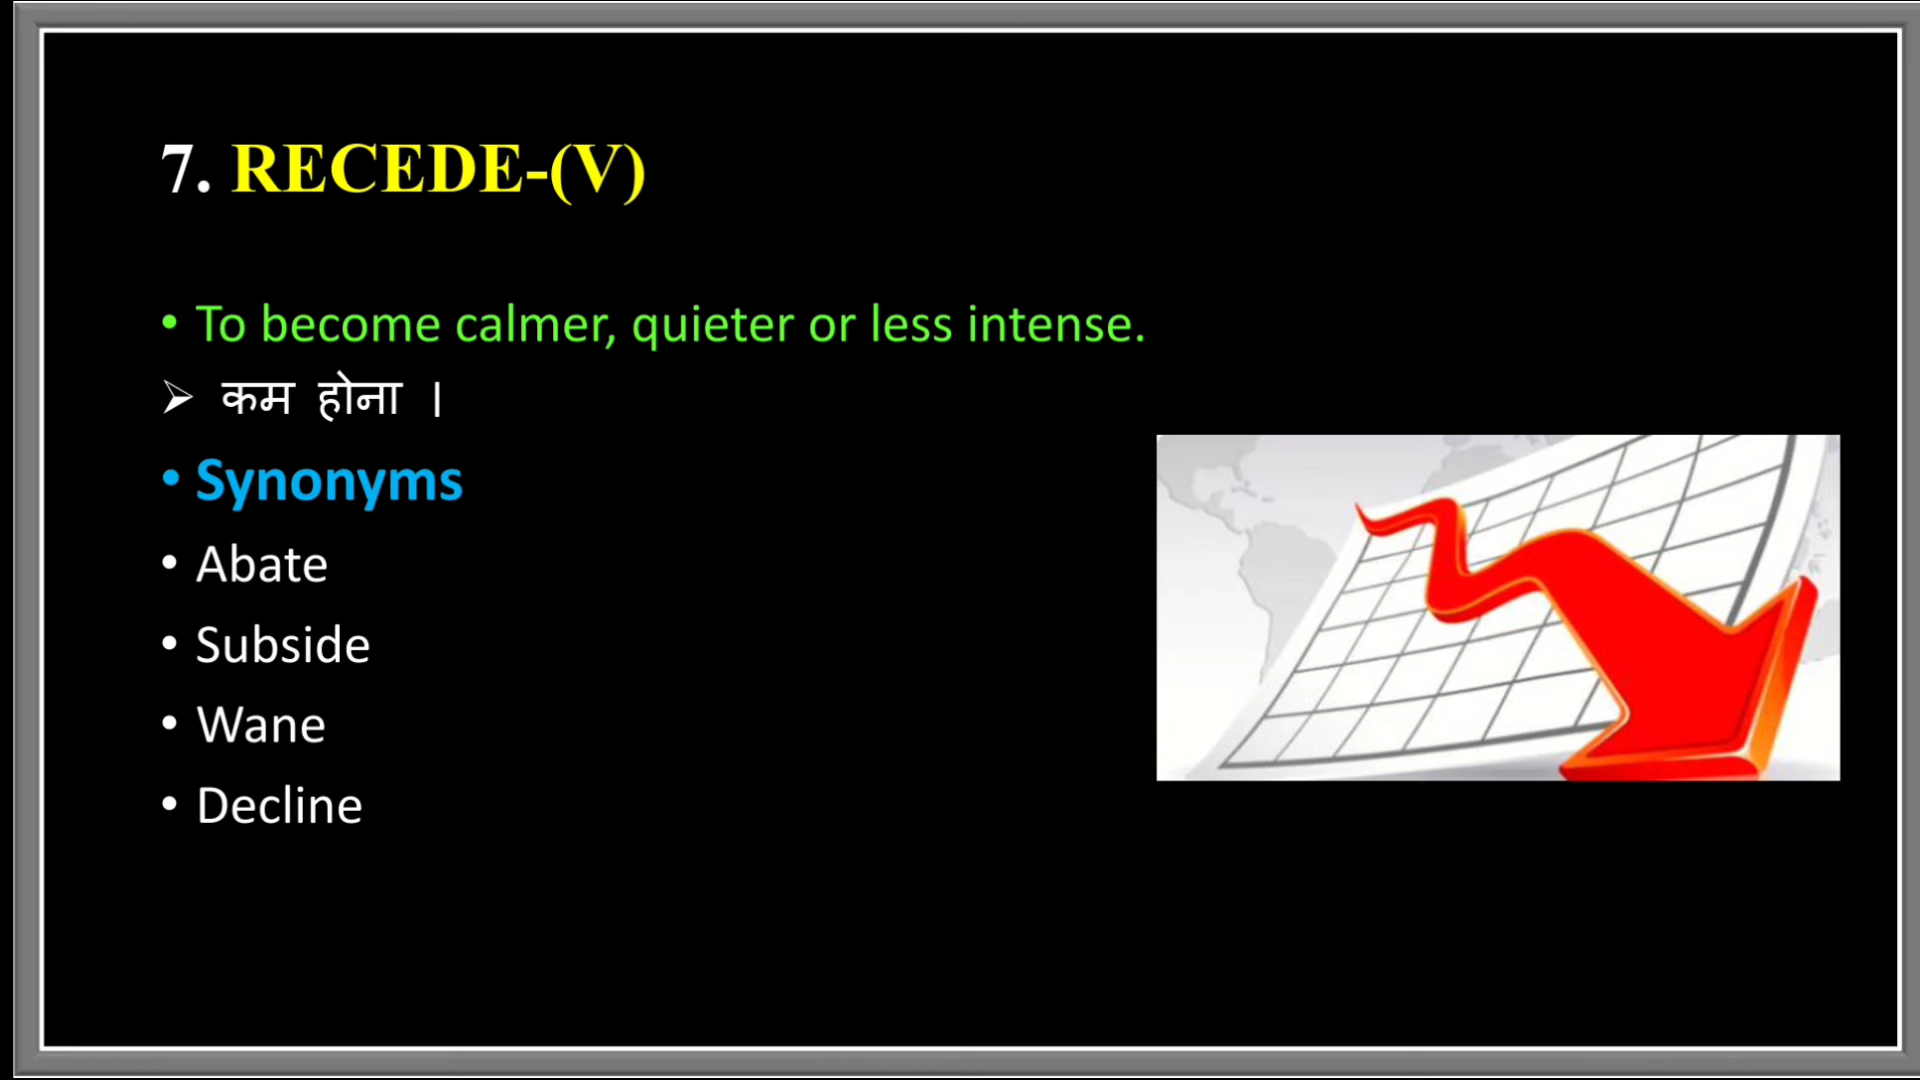 7. RECEDE-(V)
• To become calmer, quieter or less intense.
➢ कम होना ।
• Synonyms
• Abate
• Subside
• Wane
• Decline